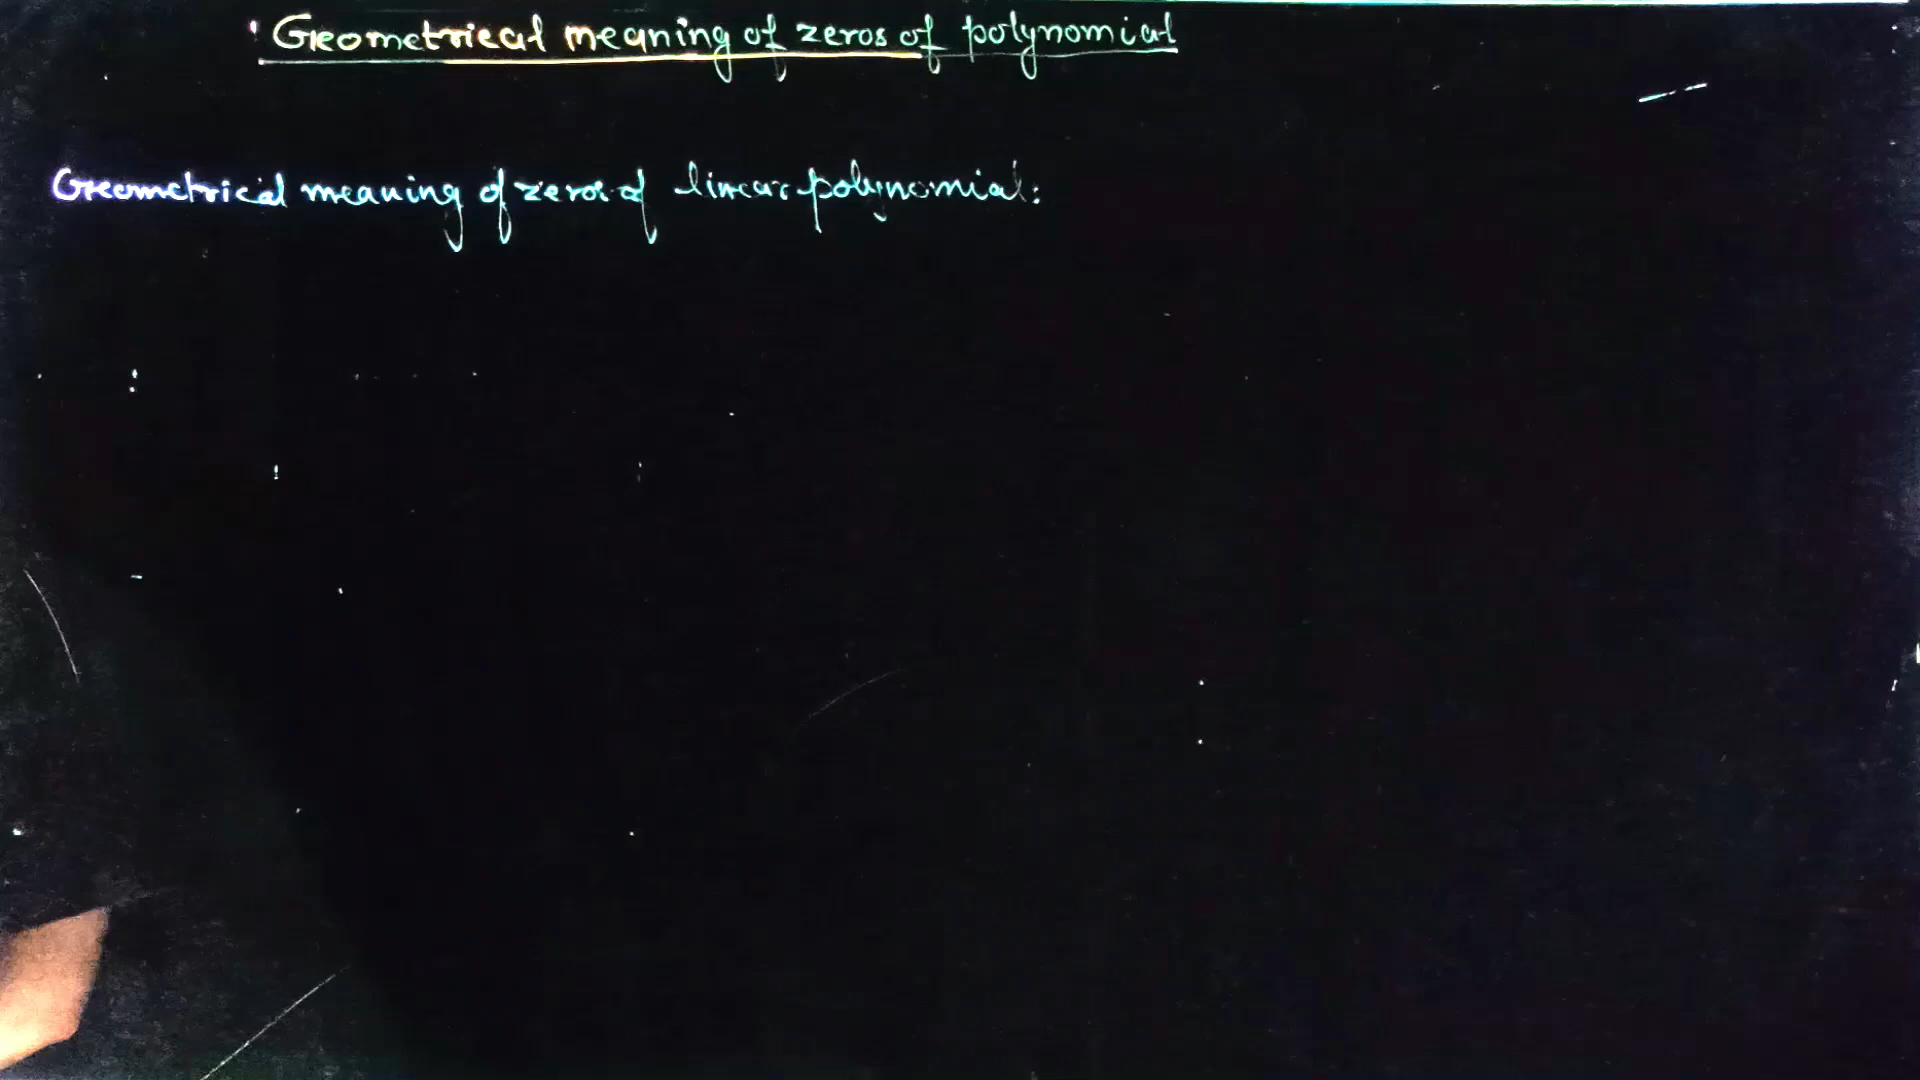 Geometrical meaning of zeros of polynomial
Geometrical meaning of zeros of linear polynomial: